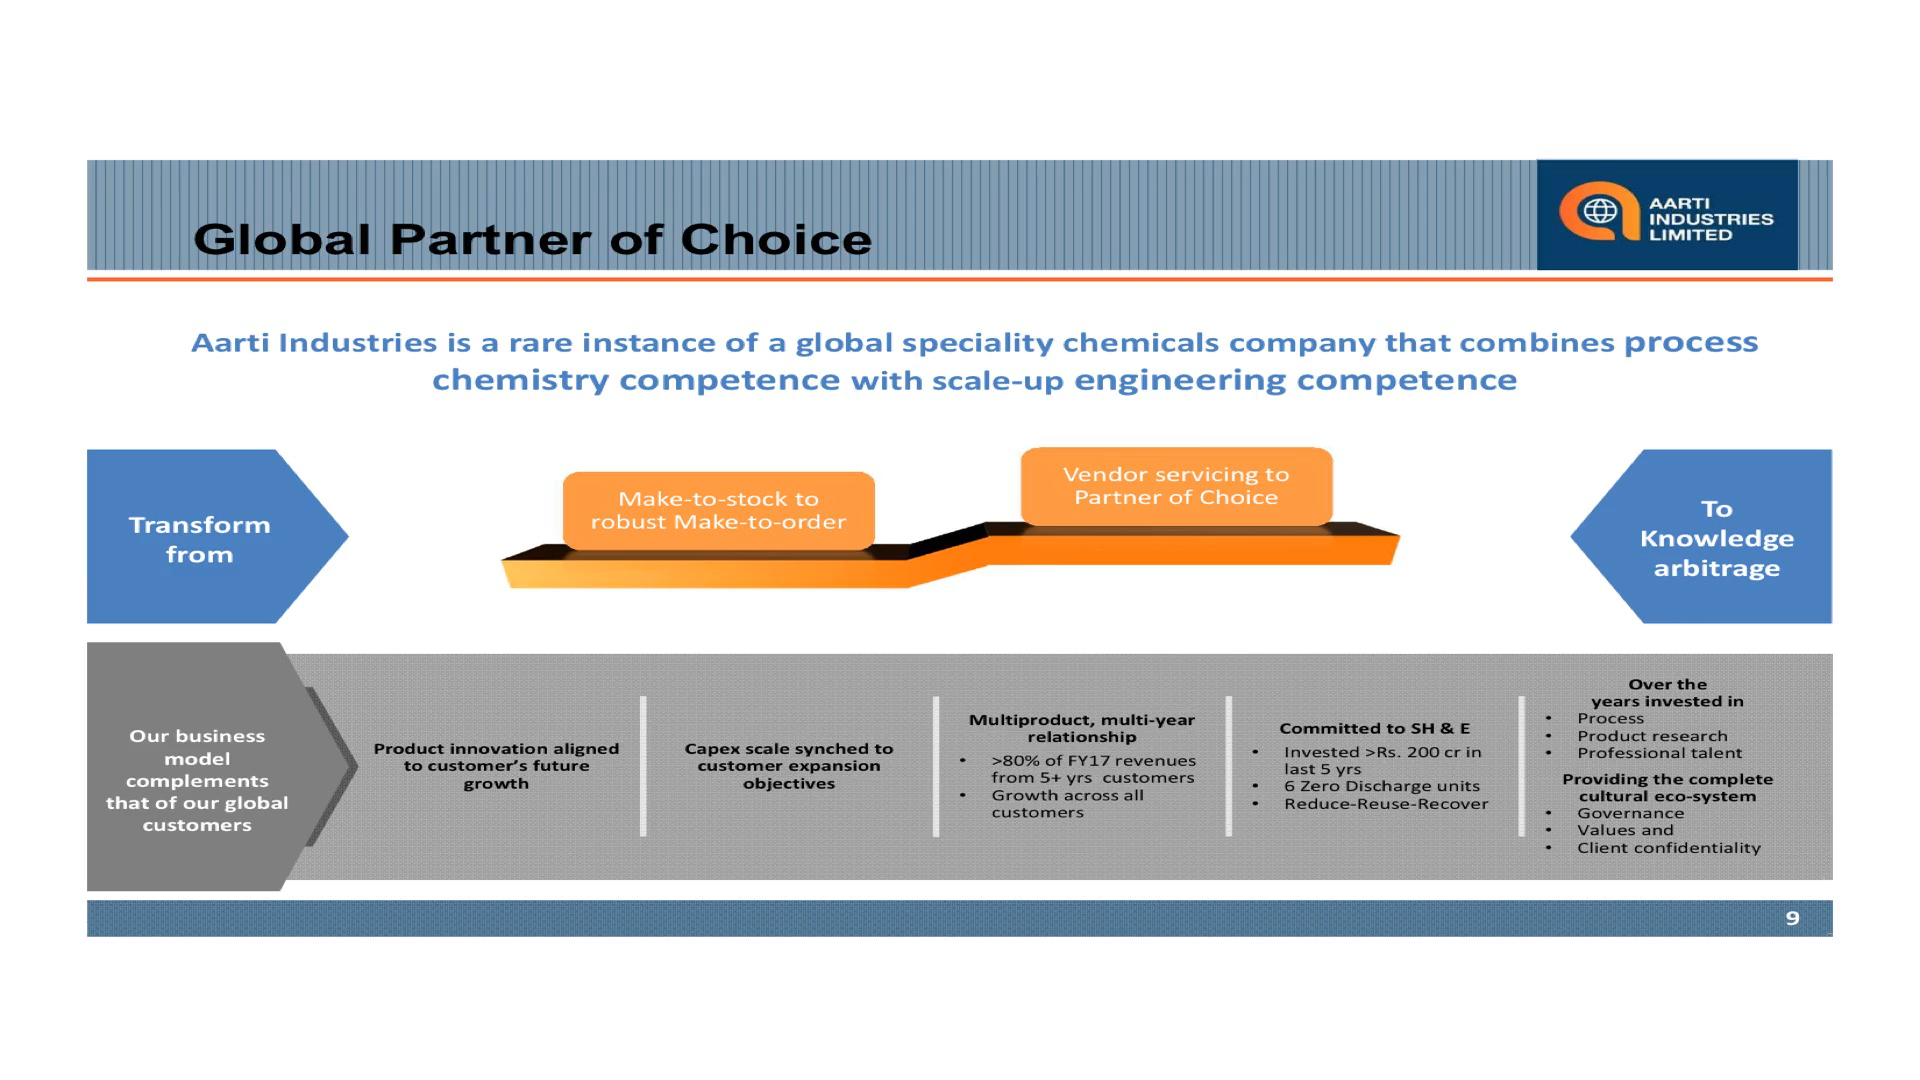 Global Partner of Choice
AARTI
INDUSTRIES
LIMITED
Aarti Industries is a rare instance of a global speciality chemicals company that combines process
chemistry competence with scale-up engineering competence
Transform
from
Make-to-stock to
robust Make-to-order
Vendor servicing to
Partner of Choice
To
Knowledge
arbitrage
Our business
model
complements
that of our global
customers
Product innovation aligned
to customer's future
growth
Capex scale synched to
customer expansion
objectives
Multiproduct, multi-year
relationship
• >80% of FY17 revenues
from 5+ yrs customers
• Growth across all
customers
Committed to SH & E
• Invested >Rs. 200 cr in
last 5 yrs
• 6 Zero Discharge units
• Reduce-Reuse-Recover
Over the
years invested in
• Process
• Product research
• Professional talent
Providing the complete
cultural eco-system
• Governance
• Values and
• Client confidentiality
9